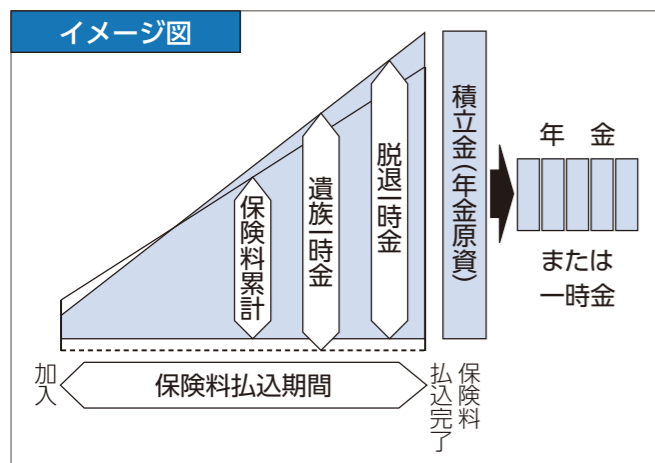 イメージ図
保険料累計
遺族一時金
脱退一時金
積立金(年金原資)
年 金
または
一時金
加入
保険料払込期間
保険料
払込完了